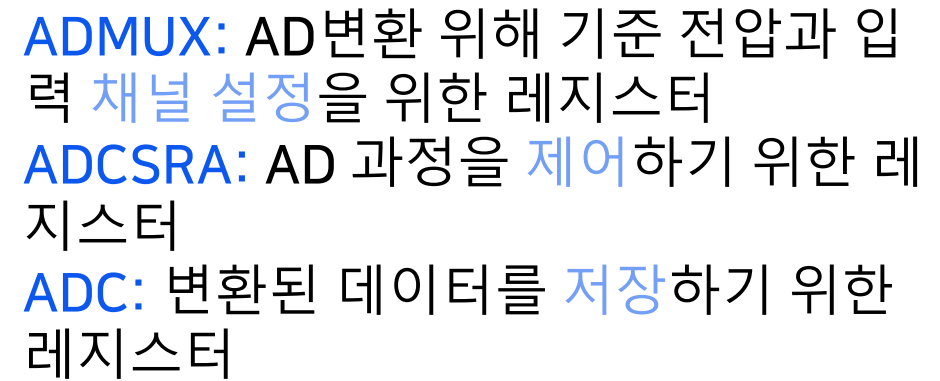 ADMUX: AD변환 위해 기준 전압과 입
력 채널 설정을 위한 레지스터
ADCSRA: AD 과정을 제어하기 위한 레
지스터
ADC: 변환된 데이터를 저장하기 위한
레지스터